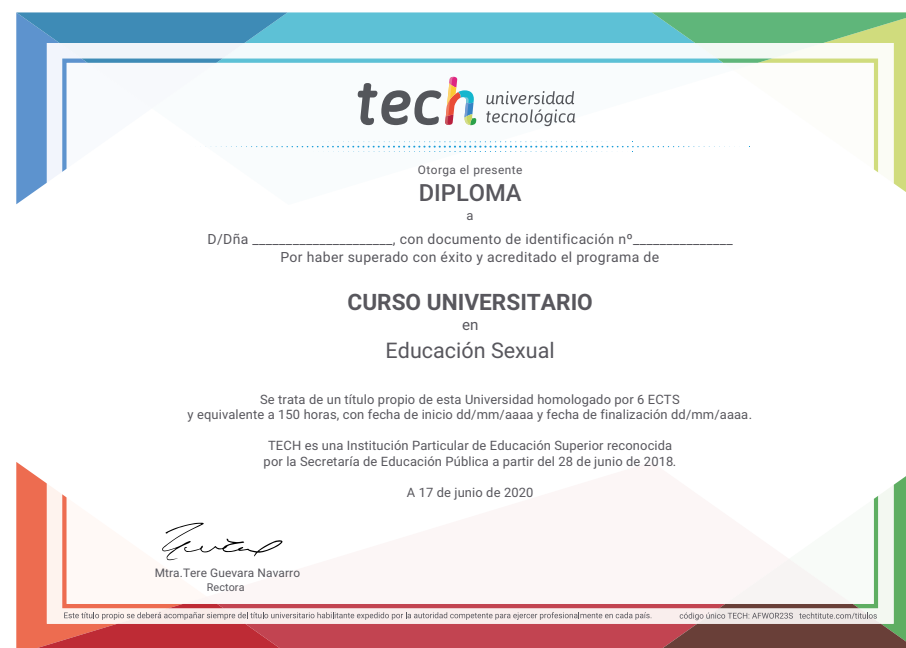 tech universidad
tecnológica
Otorga el presente
DIPLOMA
a
D/Dña _____________________, con documento de identificación nº_______________
Por haber superado con éxito y acreditado el programa de
CURSO UNIVERSITARIO
en
Educación Sexual
Se trata de un título propio de esta Universidad homologado por 6 ECTS
y equivalente a 150 horas, con fecha de inicio dd/mm/aaaa y fecha de finalización dd/mm/aaaa.
TECH es una Institución Particular de Educación Superior reconocida
por la Secretaría de Educación Pública a partir del 28 de junio de 2018.
A 17 de junio de 2020
Mtra.Tere Guevara Navarro
Rectora
Este título propio se deberá acompañar siempre del título universitario habilitante expedido por la autoridad competente para ejercer profesionalmente en cada país. código único TECH: AFWOR23S techtitute.com/titulos